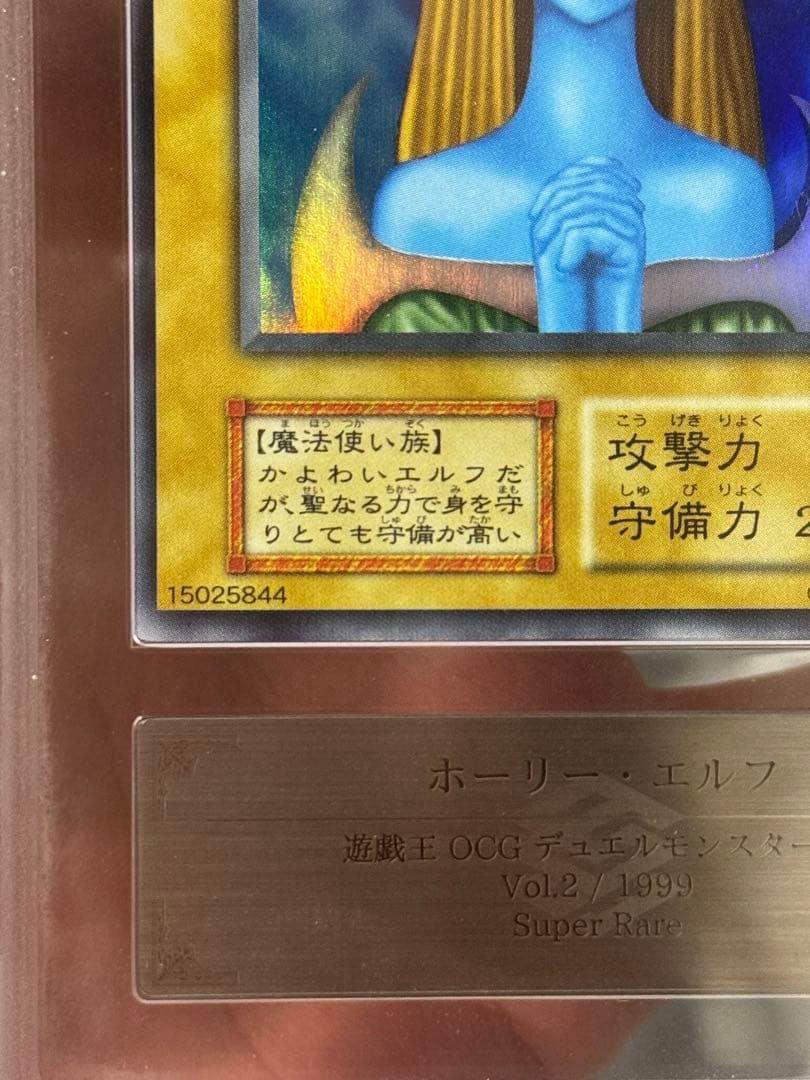 【魔法使い族】
かよわいエルフだ
が、聖なる力で身を守
りとても守備が高い
攻撃力
守備力 2
15025844
ホーリー・エルフ
遊戯王 OCG デュエルモンスター
Vol.2 / 1999
Super Rare